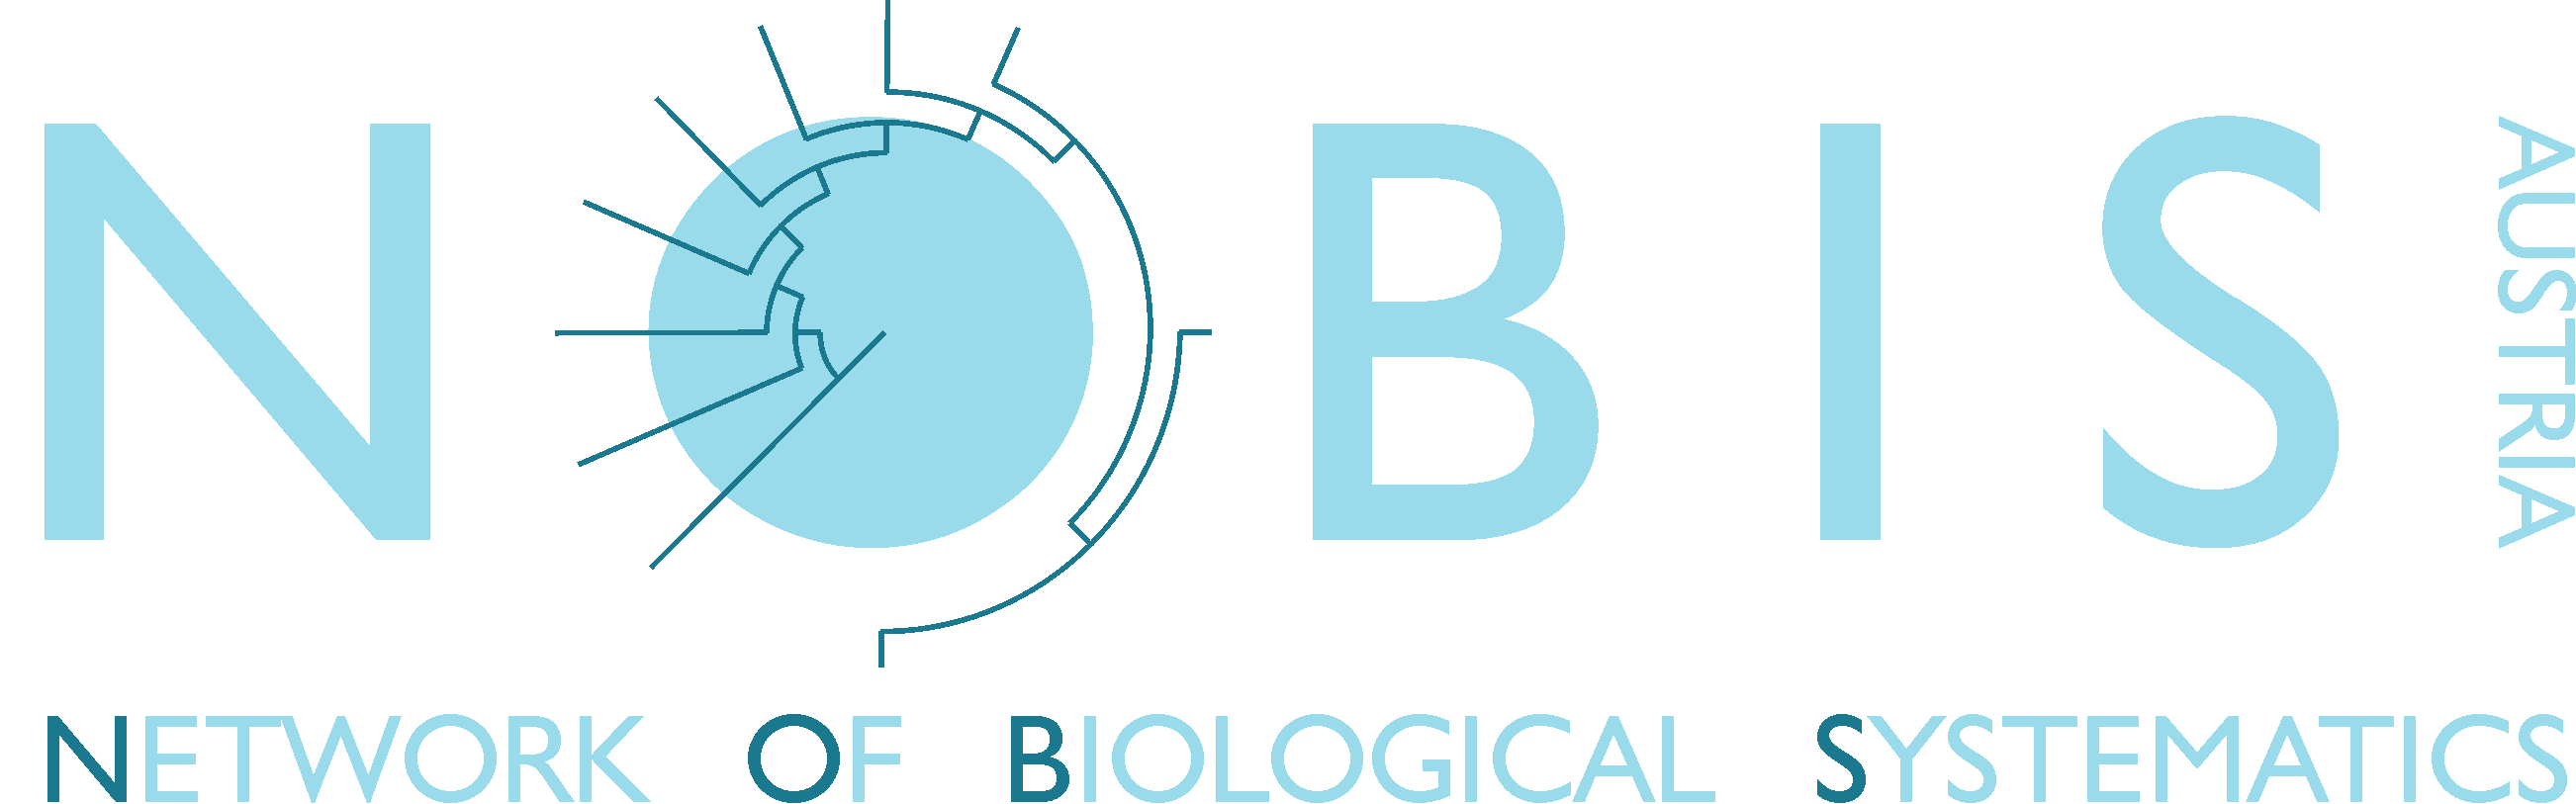 NOBIS
AUSTRIA
NETWORK OF BIOLOGICAL SYSTEMATICS